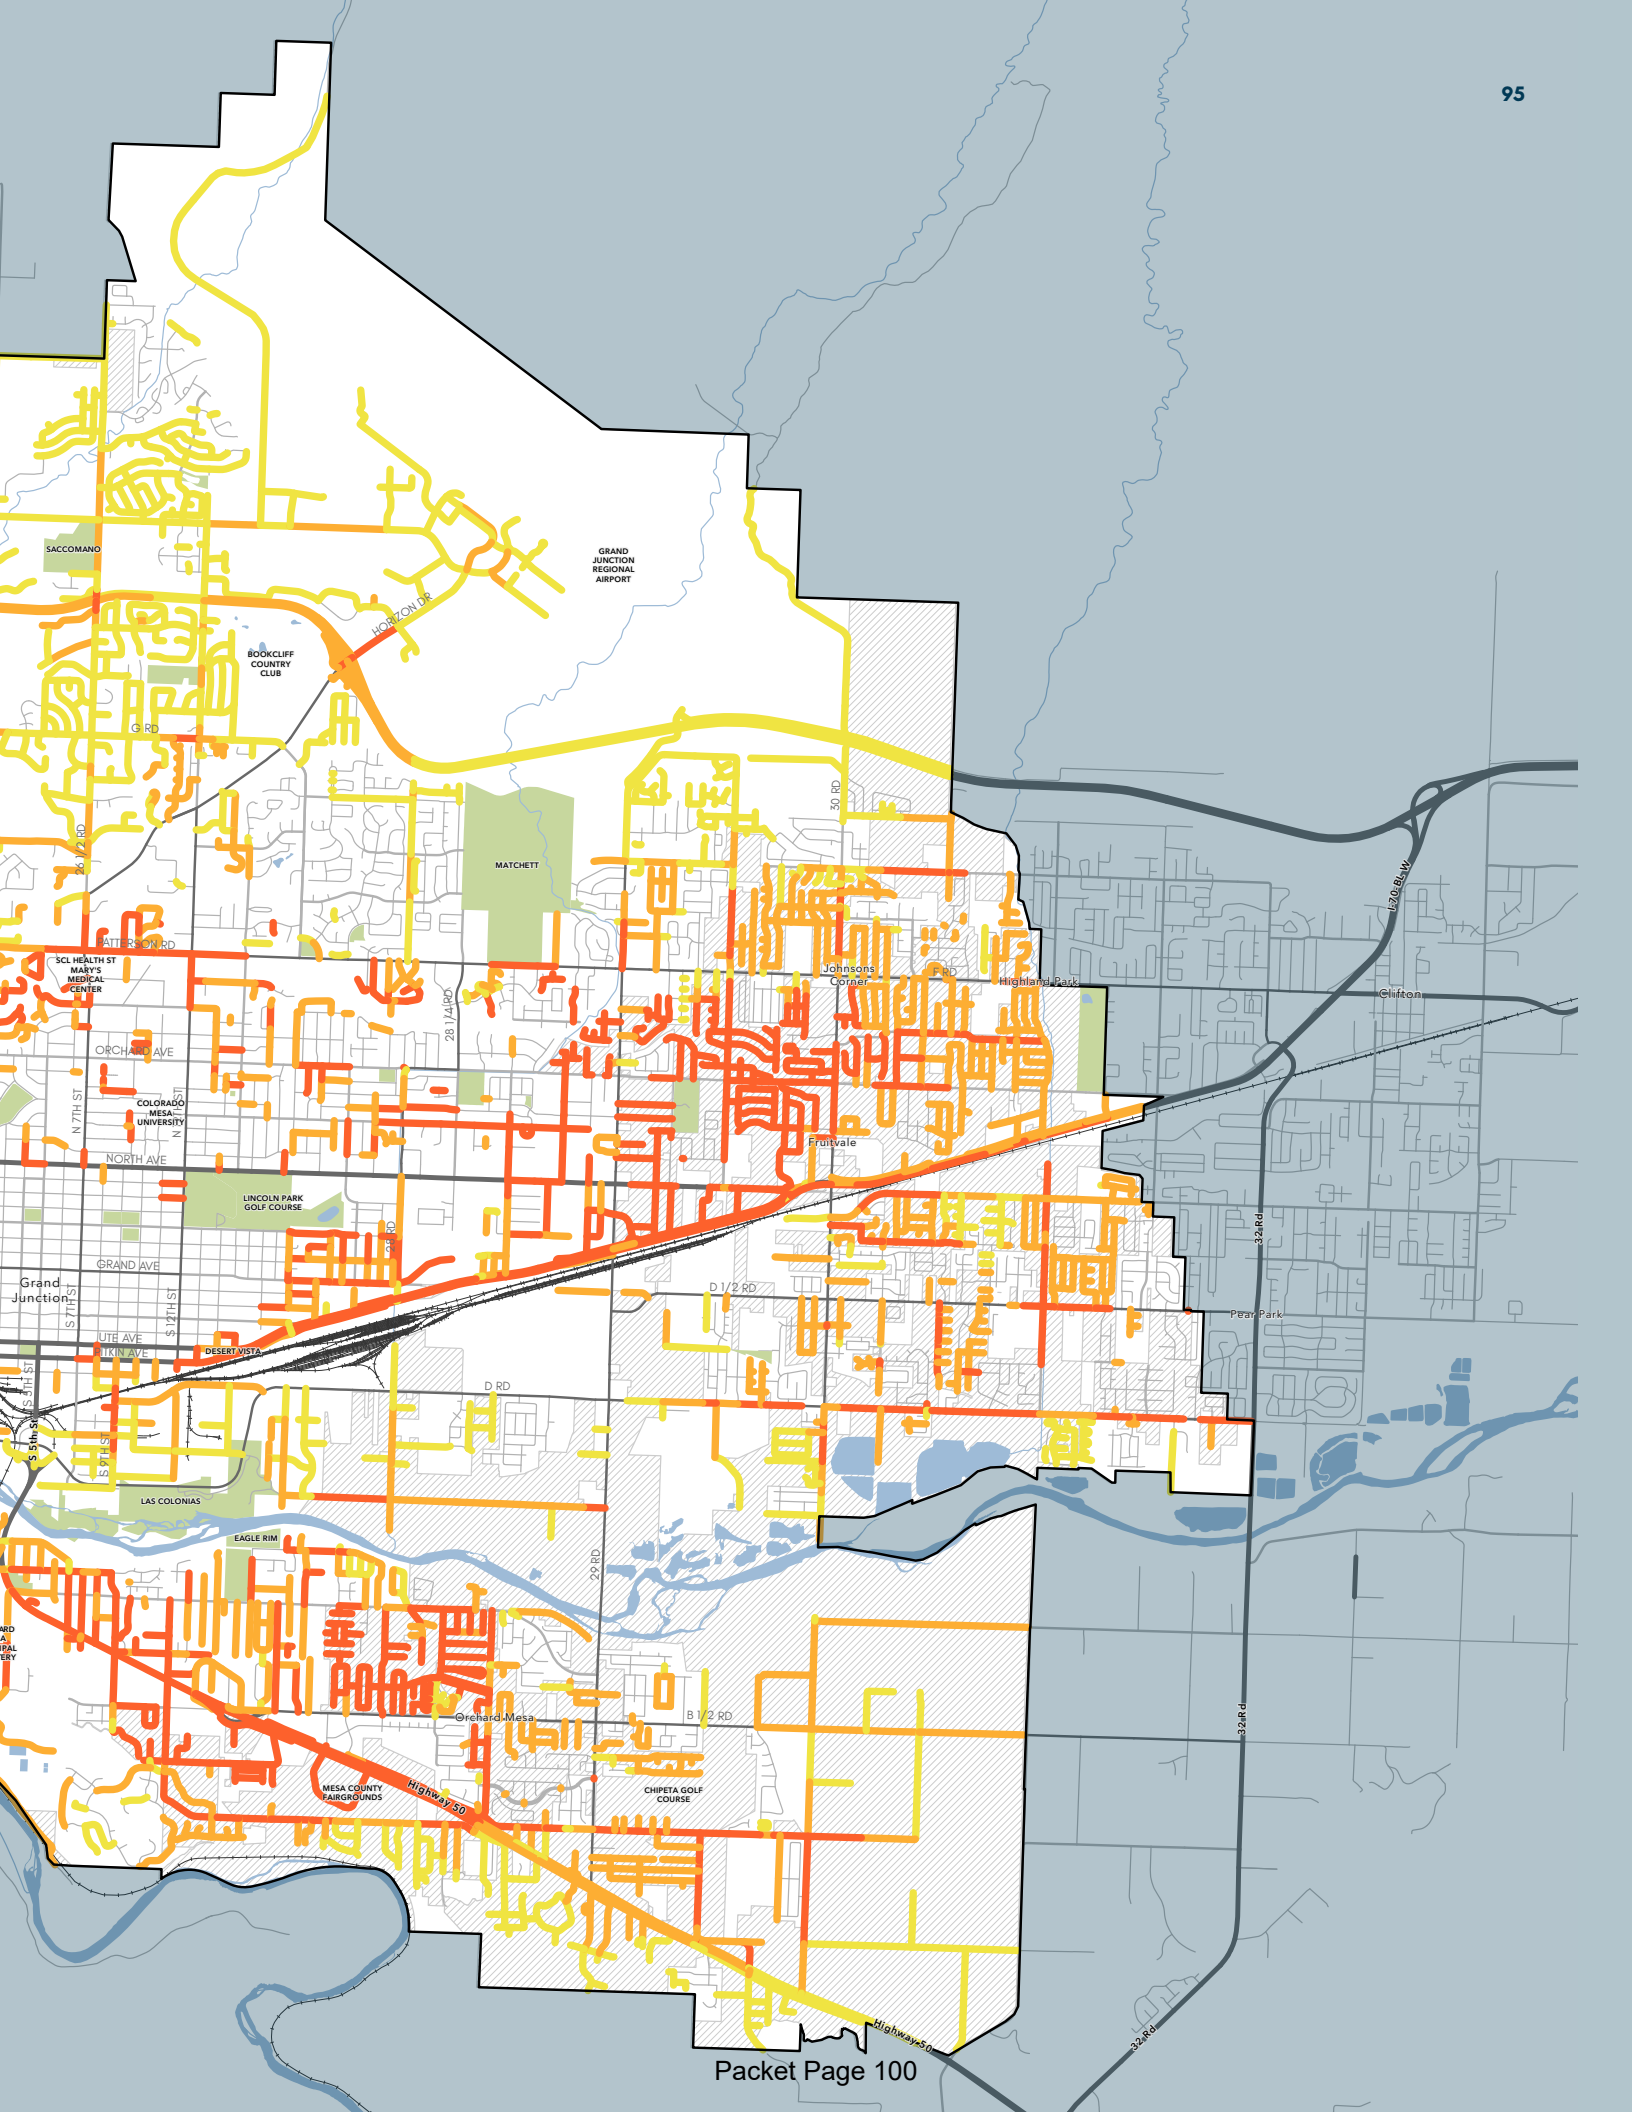 95
SACCOMANO
GRAND
JUNCTION
REGIONAL
AIRPORT
HORIZON DR
BOOKCLIFF
COUNTRY
CLUB
G RD
30 RD
26 1/2 RD
MATCHETT
I-70 BL W
PATTERSON RD
SCL HEALTH ST
MARY'S
MEDICAL
CENTER
Johnsons
Corner
F RD
Highland Park
Clifton
28 1/4 RD
ORCHARD AVE
N 7TH ST
COLORADO
MESA
UNIVERSITY
Fruitvale
NORTH AVE
LINCOLN PARK
GOLF COURSE
28 RD
32 Rd
GRAND AVE
Grand
Junction
S 7TH ST
S 12TH ST
D 1/2 RD
Pear Park
UTE AVE
PITKIN AVE
DESERT VISTA
S 5TH ST
D RD
S 5th St
S 9TH ST
LAS COLONIAS
EAGLE RIM
29 RD
Orchard Mesa
B 1/2 RD
32 Rd
MESA COUNTY
FAIRGROUNDS
Highway 50
CHIPETA GOLF
COURSE
Highway 50
32 Rd
Packet Page 100